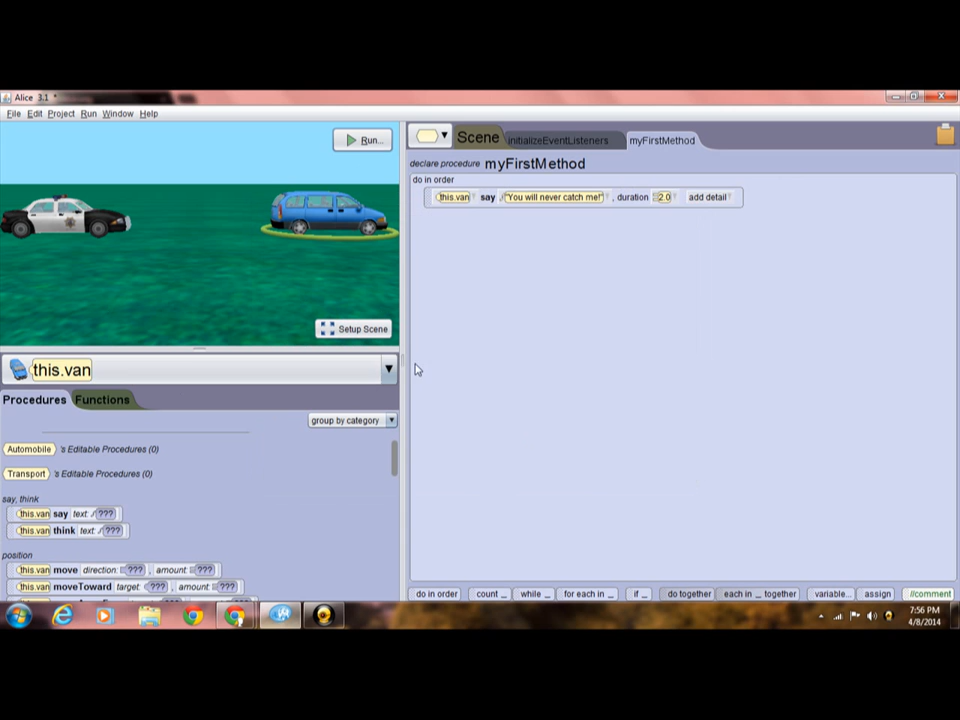 Alice 3.1 *
File Edit Project Run Window Help
Run...
Scene initializeEventListeners myFirstMethod
declare procedure myFirstMethod
do in order
this.van say "You will never catch me!" , duration 2.0 add detail
Setup Scene
this.van
Procedures Functions
group by category
Automobile 's Editable Procedures (0)
Transport 's Editable Procedures (0)
say, think
this.van say text: ???
this.van think text: ???
position
this.van move direction: ??? , amount: ???
this.van moveToward target: ??? , amount: ???
do in order count _ while _ for each in _ if _ do together each in _ together variable... assign //comment
7:56 PM
4/8/2014